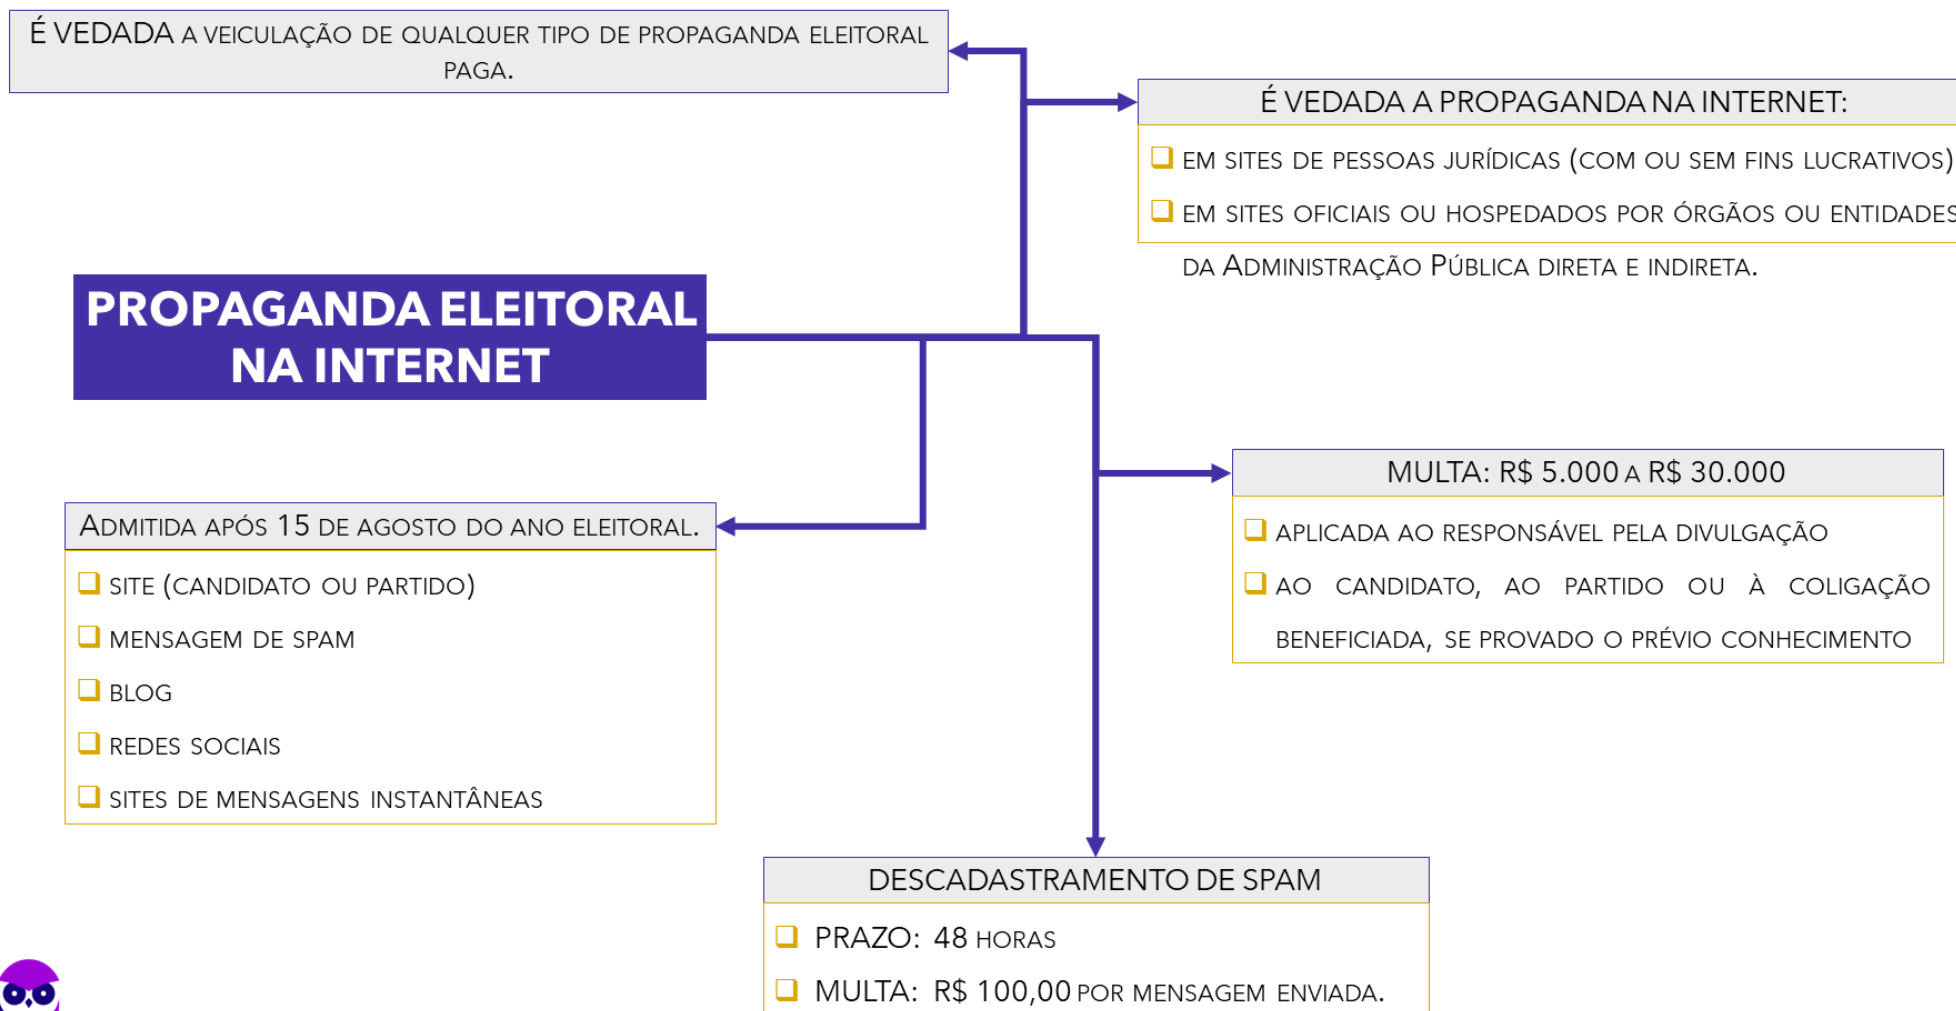 É VEDADA A VEICULAÇÃO DE QUALQUER TIPO DE PROPAGANDA ELEITORAL
PAGA.
É VEDADA A PROPAGANDA NA INTERNET:
EM SITES DE PESSOAS JURÍDICAS (COM OU SEM FINS LUCRATIVOS)
EM SITES OFICIAIS OU HOSPEDADOS POR ÓRGÃOS OU ENTIDADES
DA ADMINISTRAÇÃO PÚBLICA DIRETA E INDIRETA.
PROPAGANDA ELEITORAL
NA INTERNET
MULTA: R$ 5.000 A R$ 30.000
APLICADA AO RESPONSÁVEL PELA DIVULGAÇÃO
AO CANDIDATO, AO PARTIDO OU À COLIGAÇÃO
BENEFICIADA, SE PROVADO O PRÉVIO CONHECIMENTO
ADMITIDA APÓS 15 DE AGOSTO DO ANO ELEITORAL.
SITE (CANDIDATO OU PARTIDO)
MENSAGEM DE SPAM
BLOG
REDES SOCIAIS
SITES DE MENSAGENS INSTANTÂNEAS
DESCADASTRAMENTO DE SPAM
PRAZO: 48 HORAS
MULTA: R$ 100,00 POR MENSAGEM ENVIADA.